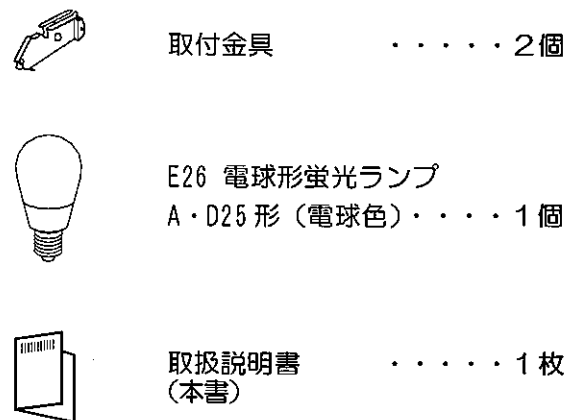 取付金具 ・・・・・2個
E26 電球形蛍光ランプ
A・D25形（電球色）・・・・1個
取扱説明書 ・・・・・1枚
（本書）